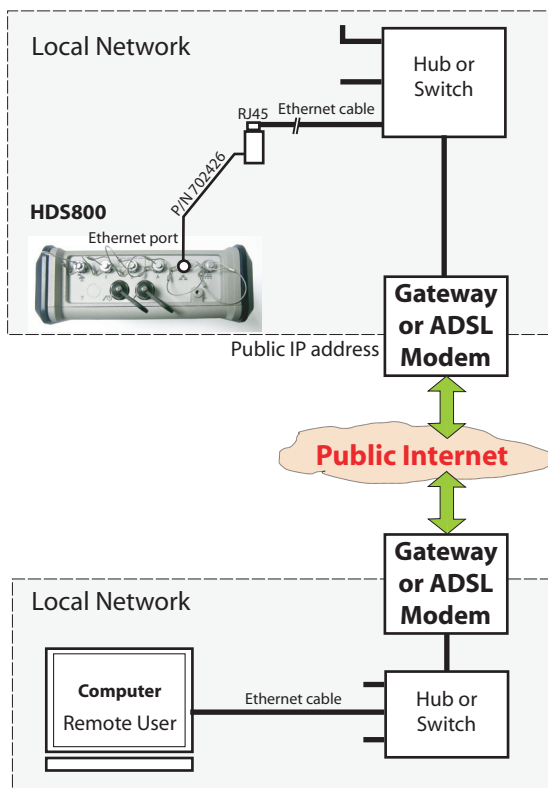 Local Network
Hub or
Switch
RJ45
Ethernet cable
P/N 702426
HDS800
Ethernet port
Gateway
or ADSL
Modem
Public IP address
Public Internet
Gateway
or ADSL
Modem
Local Network
Computer
Remote User
Ethernet cable
Hub or
Switch